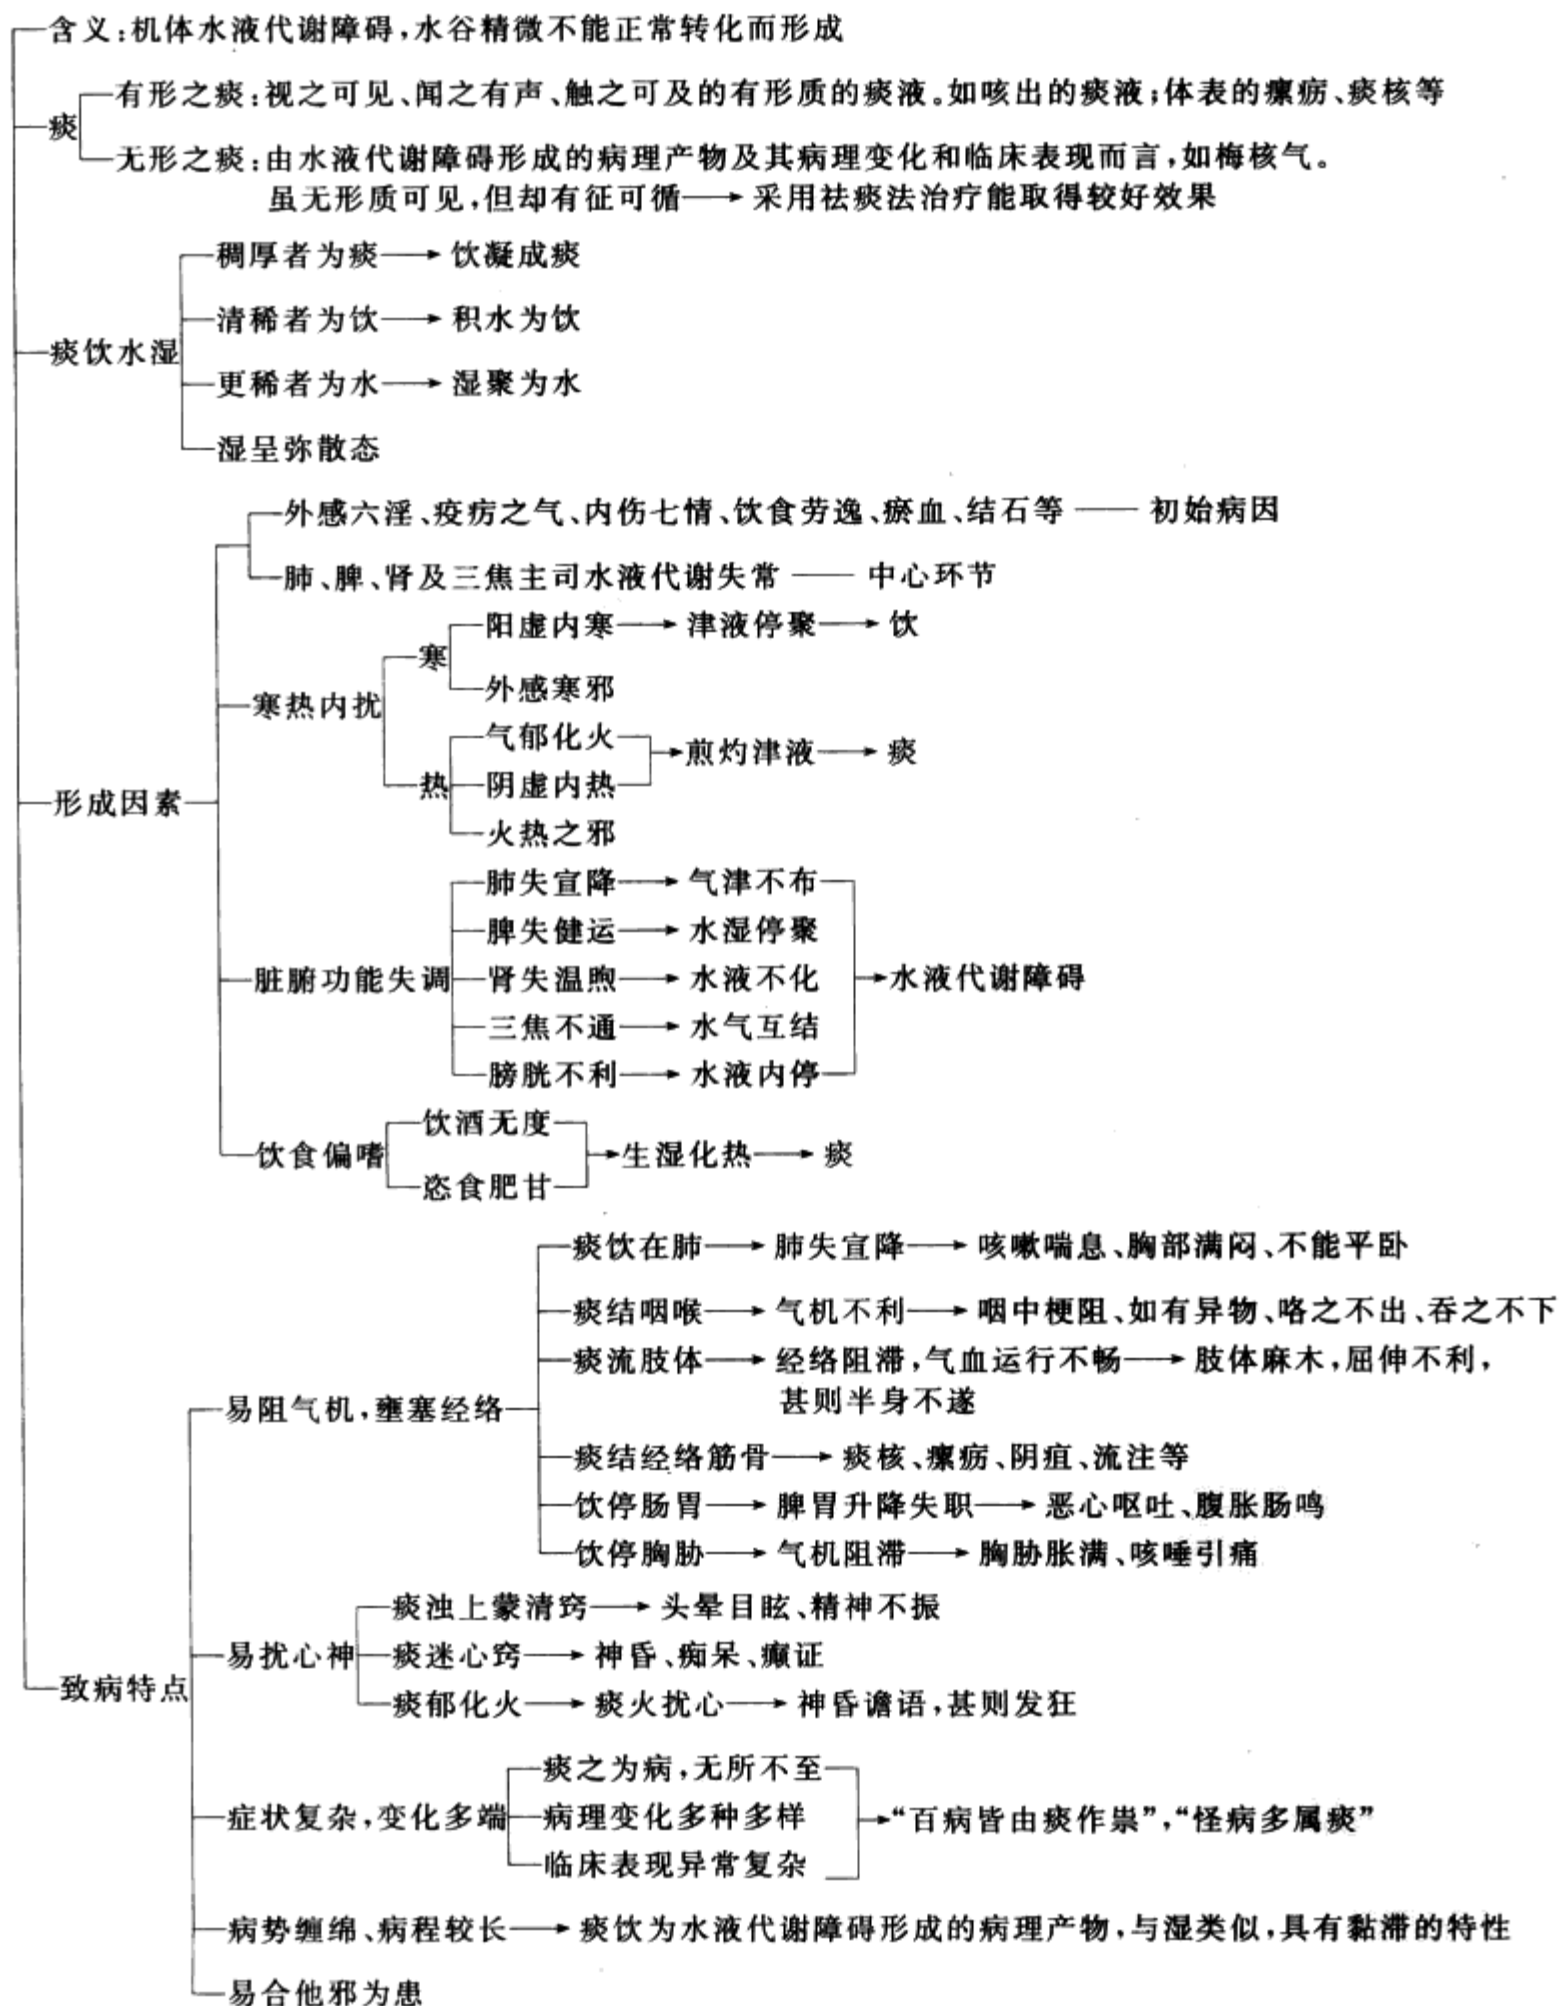 含义:机体水液代谢障碍,水谷精微不能正常转化而形成
有形之痰:视之可见、闻之有声、触之可及的有形质的痰液。如咳出的痰液;体表的瘰疬、痰核等
痰
无形之痰:由水液代谢障碍形成的病理产物及其病理变化和临床表现而言,如梅核气。
虽无形质可见,但却有征可循→采用祛痰法治疗能取得较好效果
稠厚者为痰→饮凝成痰
清稀者为饮→积水为饮
痰饮水湿
更稀者为水→湿聚为水
湿呈弥散态
外感六淫、疫疠之气、内伤七情、饮食劳逸、瘀血、结石等——初始病因
肺、脾、肾及三焦主司水液代谢失常——中心环节
阳虚内寒→津液停聚→饮
寒
外感寒邪
寒热内扰
气郁化火
煎灼津液→痰
热
阴虚内热
形成因素
火热之邪
肺失宣降→气津不布
脾失健运→水湿停聚
脏腑功能失调
肾失温煦→水液不化
水液代谢障碍
三焦不通→水气互结
膀胱不利→水液内停
饮酒无度
饮食偏嗜
生湿化热→痰
恣食肥甘
痰饮在肺→肺失宣降→咳嗽喘息、胸部满闷、不能平卧
痰结咽喉→气机不利→咽中梗阻、如有异物、咯之不出、吞之不下
痰流肢体→经络阻滞,气血运行不畅→肢体麻木,屈伸不利,
甚则半身不遂
易阻气机,壅塞经络
痰结经络筋骨→痰核、瘰疬、阴疽、流注等
饮停肠胃→脾胃升降失职→恶心呕吐、腹胀肠鸣
饮停胸胁→气机阻滞→胸胁胀满、咳唾引痛
痰浊上蒙清窍→头晕目眩、精神不振
易扰心神
痰迷心窍→神昏、痴呆、癫证
致病特点
痰郁化火→痰火扰心→神昏谵语,甚则发狂
痰之为病,无所不至
症状复杂,变化多端
病理变化多种多样
“百病皆由痰作祟”,“怪病多属痰”
临床表现异常复杂
病势缠绵、病程较长→痰饮为水液代谢障碍形成的病理产物,与湿类似,具有黏滞的特性
易合他邪为患